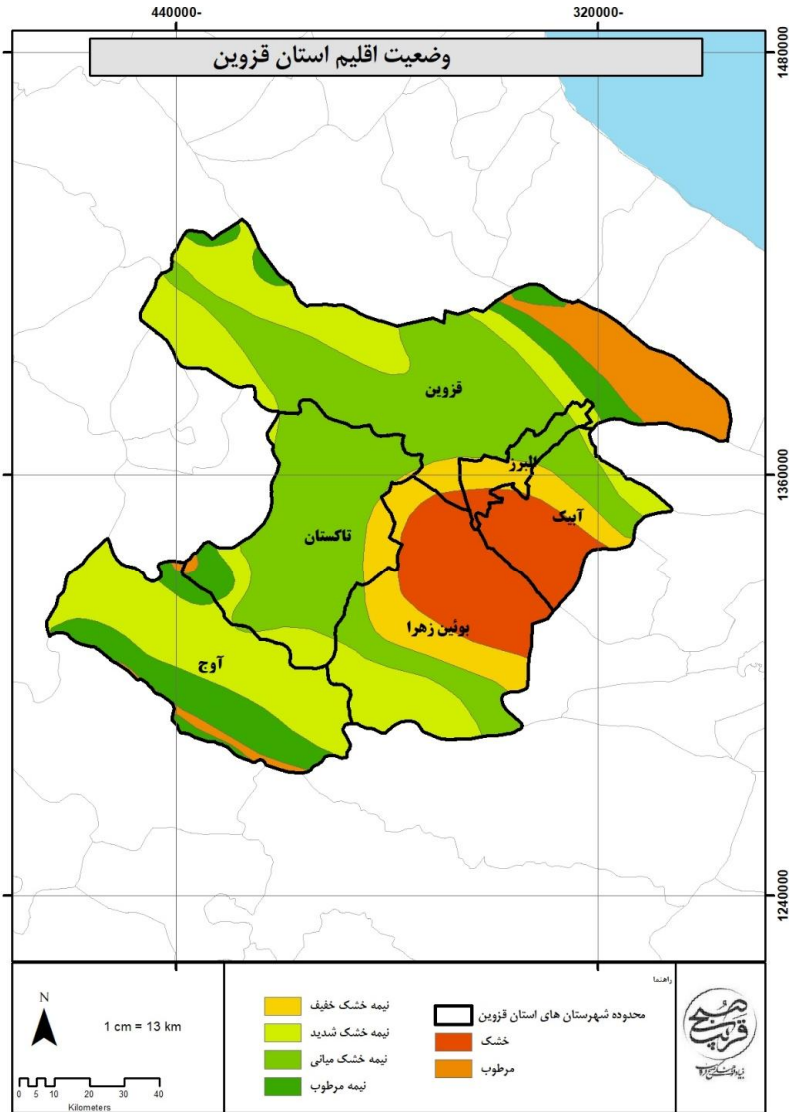 440000-
320000-
وضعیت اقلیم استان قزوین
1480000
قزوین
البرز
1360000
آبیک
تاکستان
بوئین زهرا
آوج
1240000
راهنما
N
1 cm = 13 km
0 5 10 20 30 40
Kilometers
نیمه خشک خفیف
نیمه خشک شدید
نیمه خشک میانی
نیمه مرطوب
محدوده شهرستان های استان قزوین
خشک
مرطوب
صبح
قریب